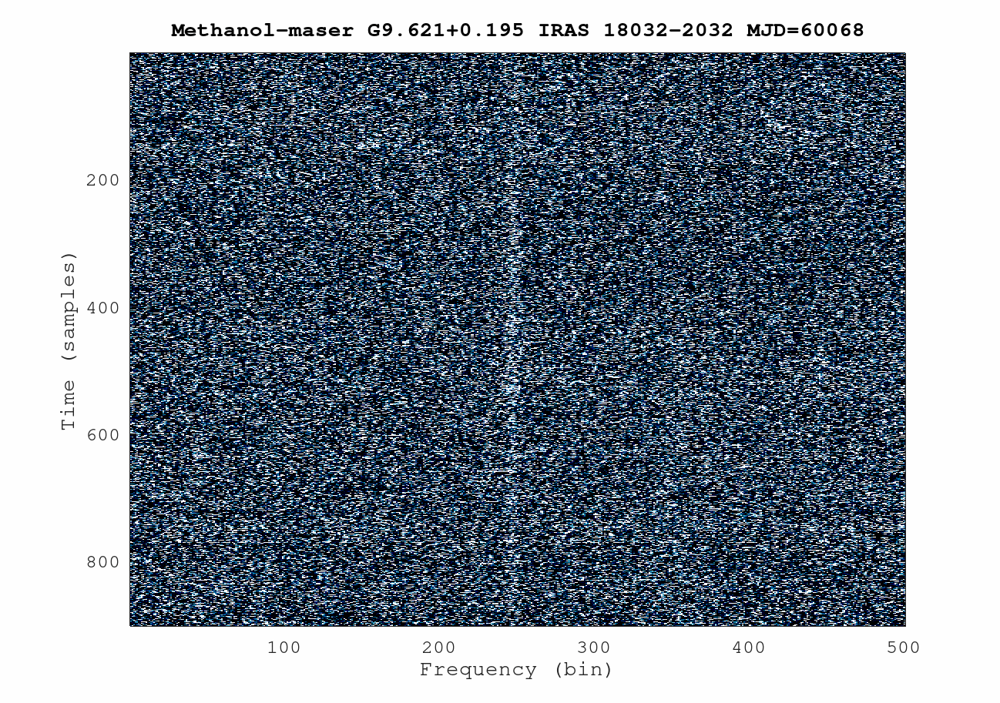 Methanol-maser G9.621+0.195 IRAS 18032-2032 MJD=60068
200
400
600
800
Time (samples)
100 200 300 400 500
Frequency (bin)